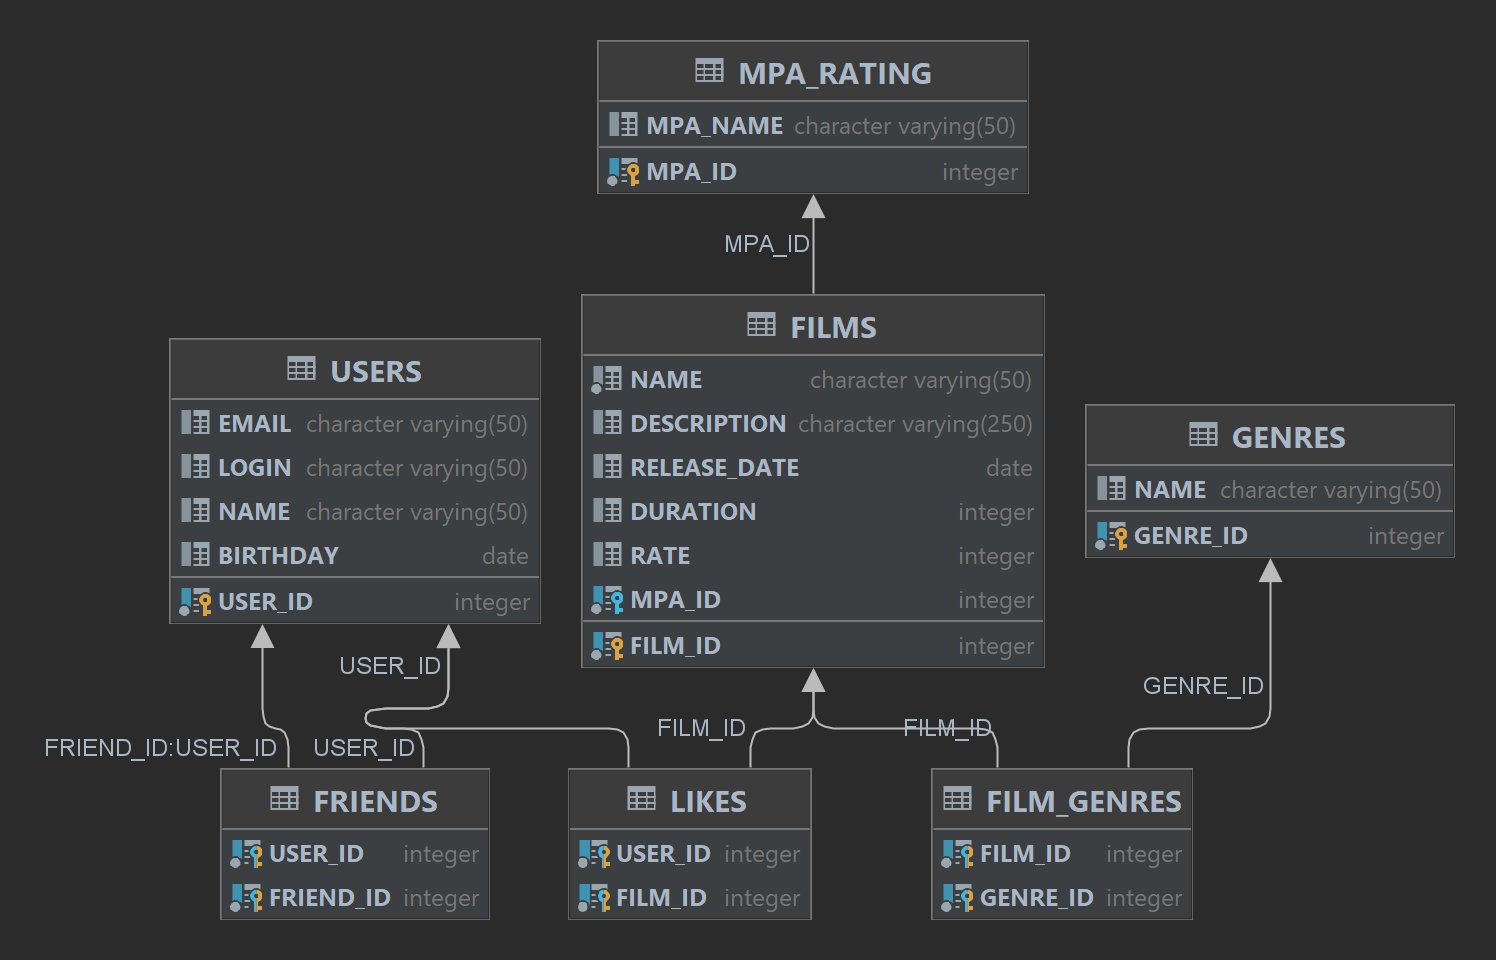 MPA_RATING
MPA_NAME character varying(50)
MPA_ID integer
MPA_ID
FILMS
NAME character varying(50)
DESCRIPTION character varying(250)
RELEASE_DATE date
DURATION integer
RATE integer
MPA_ID integer
FILM_ID integer
USERS
EMAIL character varying(50)
LOGIN character varying(50)
NAME character varying(50)
BIRTHDAY date
USER_ID integer
GENRES
NAME character varying(50)
GENRE_ID integer
USER_ID
GENRE_ID
FILM_ID
FILM_ID
FRIEND_ID:USER_ID
USER_ID
FRIENDS
USER_ID integer
FRIEND_ID integer
LIKES
USER_ID integer
FILM_ID integer
FILM_GENRES
FILM_ID integer
GENRE_ID integer